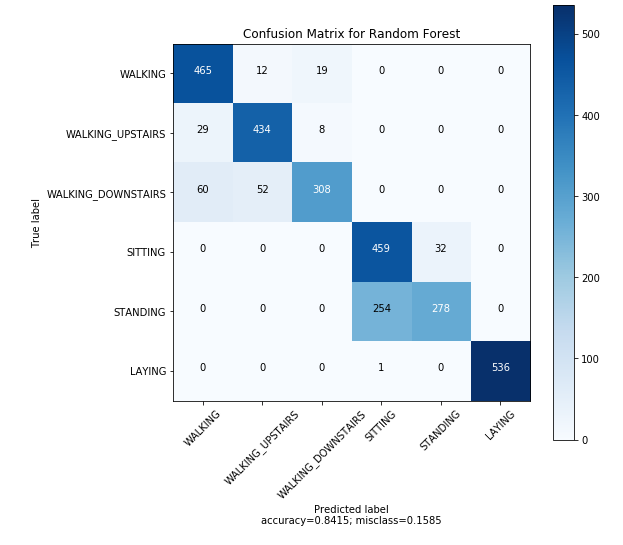 Confusion Matrix for Random Forest
True label
WALKING 465 12 19 0 0 0
WALKING_UPSTAIRS 29 434 8 0 0 0
WALKING_DOWNSTAIRS 60 52 308 0 0 0
SITTING 0 0 0 459 32 0
STANDING 0 0 0 254 278 0
LAYING 0 0 0 1 0 536
WALKING
WALKING_UPSTAIRS
WALKING_DOWNSTAIRS
SITTING
STANDING
LAYING
Predicted label
accuracy=0.8415; misclass=0.1585
500
400
300
200
100
0